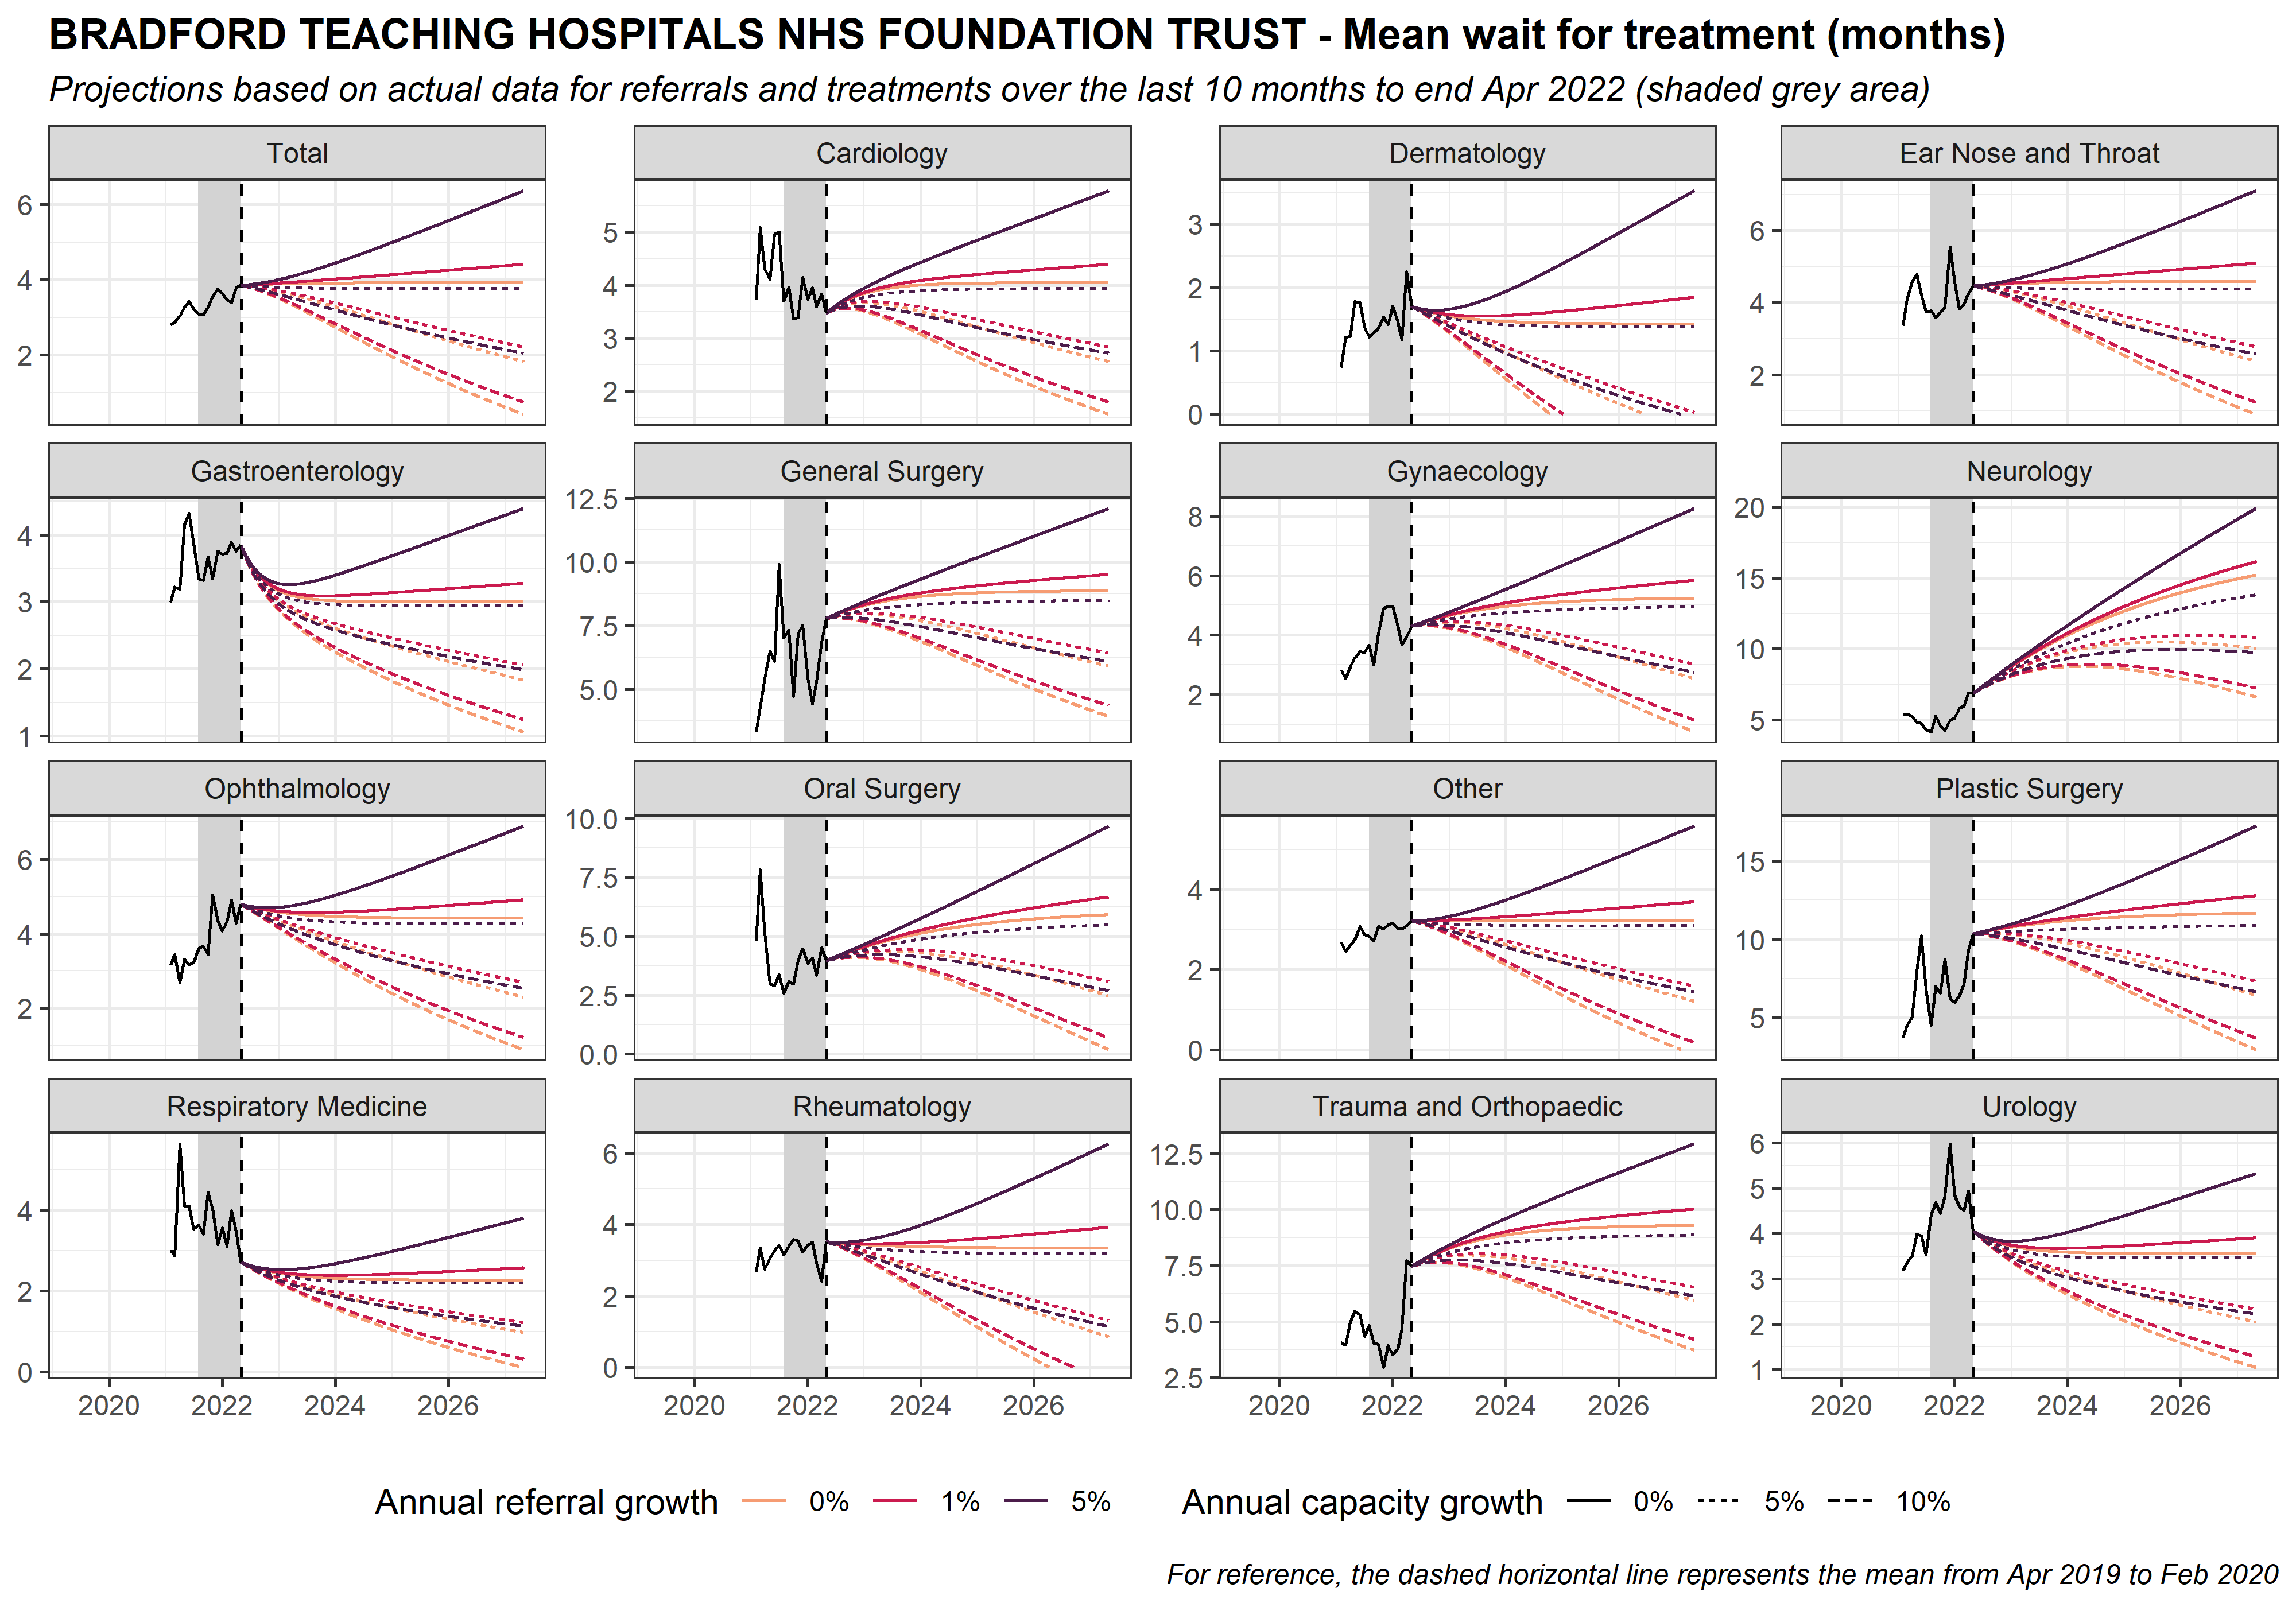 BRADFORD TEACHING HOSPITALS NHS FOUNDATION TRUST - Mean wait for treatment (months)
Projections based on actual data for referrals and treatments over the last 10 months to end Apr 2022 (shaded grey area)
Total
Cardiology
Dermatology
Ear Nose and Throat
6
4
2
5
4
3
2
3
2
1
0
6
4
2
Gastroenterology
General Surgery
Gynaecology
Neurology
4
3
2
1
12.5
10.0
7.5
5.0
8
6
4
2
20
15
10
5
Ophthalmology
Oral Surgery
Other
Plastic Surgery
6
4
2
10.0
7.5
5.0
2.5
0.0
4
2
0
15
10
5
Respiratory Medicine
Rheumatology
Trauma and Orthopaedic
Urology
4
2
0
6
4
2
0
12.5
10.0
7.5
5.0
2.5
6
5
4
3
2
1
2020 2022 2024 2026
2020 2022 2024 2026
2020 2022 2024 2026
2020 2022 2024 2026
Annual referral growth 0% 1% 5%
Annual capacity growth 0% 5% 10%
For reference, the dashed horizontal line represents the mean from Apr 2019 to Feb 2020